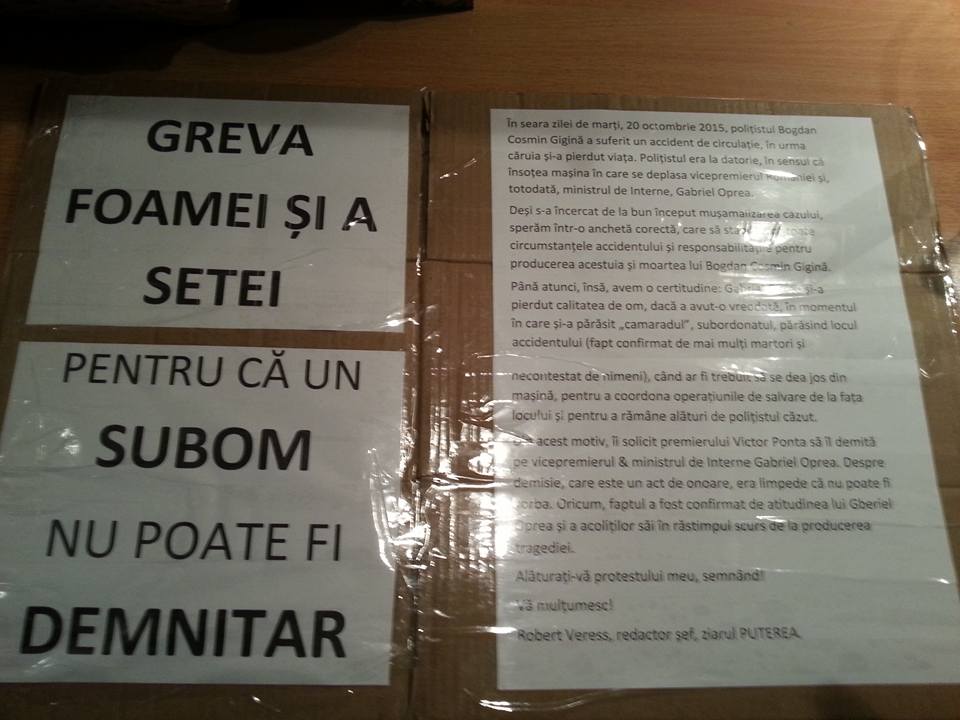 GREVA
FOAMEI ȘI A
SETEI
PENTRU CĂ UN
SUBOM
NU POATE FI
DEMNITAR
În seara zilei de marți, 20 octombrie 2015, polițistul Bogdan
Cosmin Gigină a suferit un accident de circulație, în urma
căruia și-a pierdut viața. Polițistul era la datorie, în sensul că
însoțea mașina în care se deplasa vicepremierul României și,
totodată, ministrul de Interne, Gabriel Oprea.
Deși s-a încercat de la bun început mușamalizarea cazului,
sperăm într-o anchetă corectă, care să toate
circumstanțele accidentului și responsabilitățile pentru
producerea acestuia și moartea lui Bogdan Cosmin Gigină.
Până atunci, însă, avem o certitudine: și-a
pierdut calitatea de om, dacă a avut-o vreodată, în momentul
în care și-a părăsit „camaradul”, subordonatul, părăsind locul
accidentului (fapt confirmat de mai mulți martori și
necontestat de nimeni), când ar fi trebuit să se dea jos din
mașină, pentru a coordona operațiunile de salvare de la fața
locului și pentru a rămâne alături de polițistul căzut.
acest motiv, îi solicit premierului Victor Ponta să îl demită
pe vicepremierul & ministrul de Interne Gabriel Oprea. Despre
demisie, care este un act de onoare, era limpede că nu poate fi
vorba. Oricum, faptul a fost confirmat de atitudinea lui Gberiel
Oprea și a acoliților săi în răstimpul scurs de la producerea
tragediei.
Alăturați-vă protestului meu, semnând!
Vă mulțumesc!
Robert Veress, redactor șef, ziarul PUTEREA.